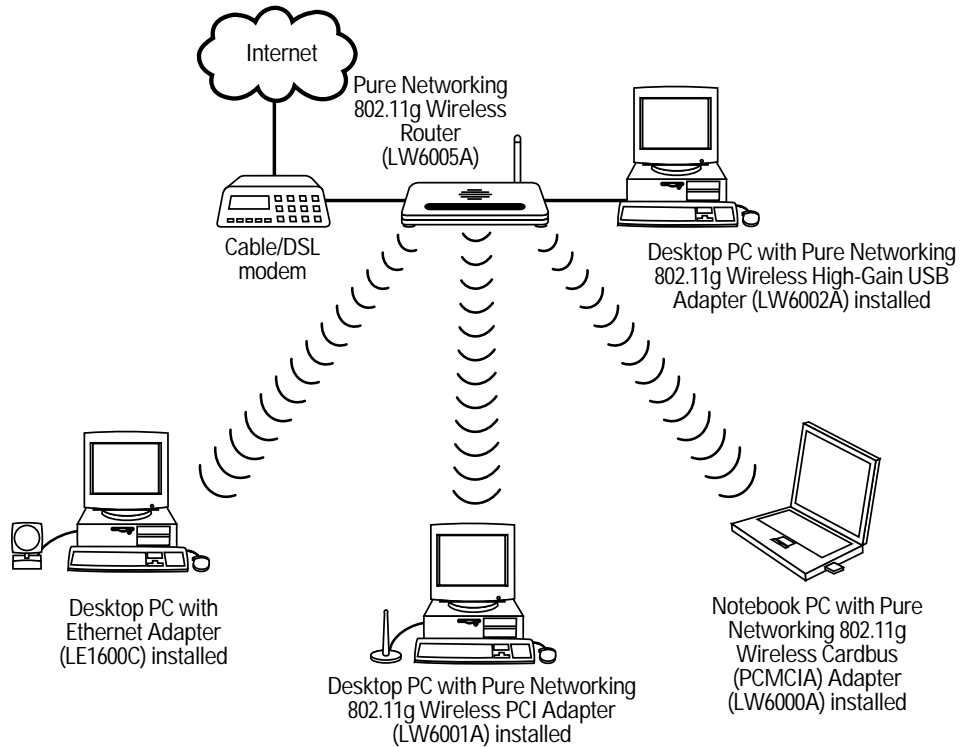 Internet
Pure Networking
802.11g Wireless
Router
(LW6005A)
Cable/DSL
modem
Desktop PC with Pure Networking
802.11g Wireless High-Gain USB
Adapter (LW6002A) installed
Desktop PC with
Ethernet Adapter
(LE1600C) installed
Desktop PC with Pure Networking
802.11g Wireless PCI Adapter
(LW6001A) installed
Notebook PC with Pure
Networking 802.11g
Wireless Cardbus
(PCMCIA) Adapter
(LW6000A) installed